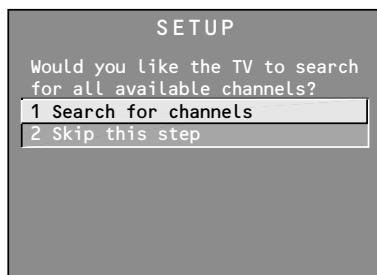 SETUP
Would you like the TV to search
for all available channels?
1 Search for channels
2 Skip this step